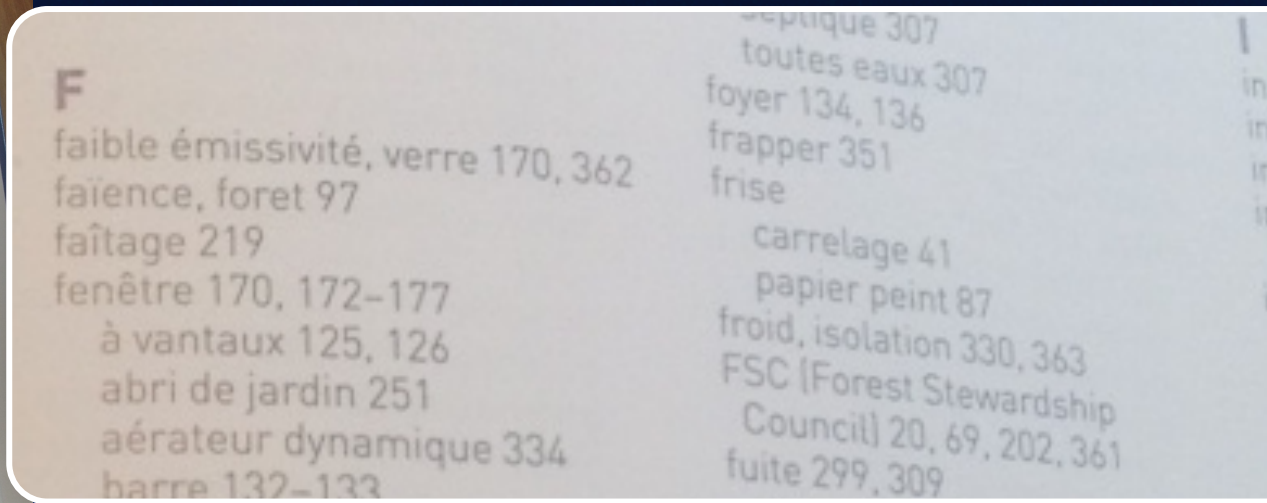 F
faible émissivité, verre 170, 362
faïence, foret 97
faîtage 219
fenêtre 170, 172–177
à vantaux 125, 126
abri de jardin 251
aérateur dynamique 334
barre 132–133
septique 307
toutes eaux 307
foyer 134, 136
frapper 351
frise
carrelage 41
papier peint 87
froid, isolation 330, 363
FSC (Forest Stewardship
Council) 20, 69, 202, 361
fuite 299, 309
I